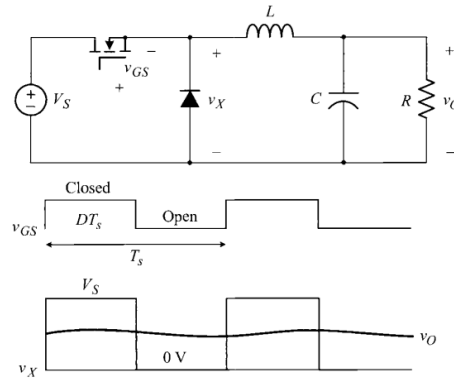 L
+
−
v_GS
+
+
V_S
+
−
v_X
−
C
R
+
v_O
−
Closed
v_GS
DT_s
Open
T_s
V_S
v_O
0 V
v_X